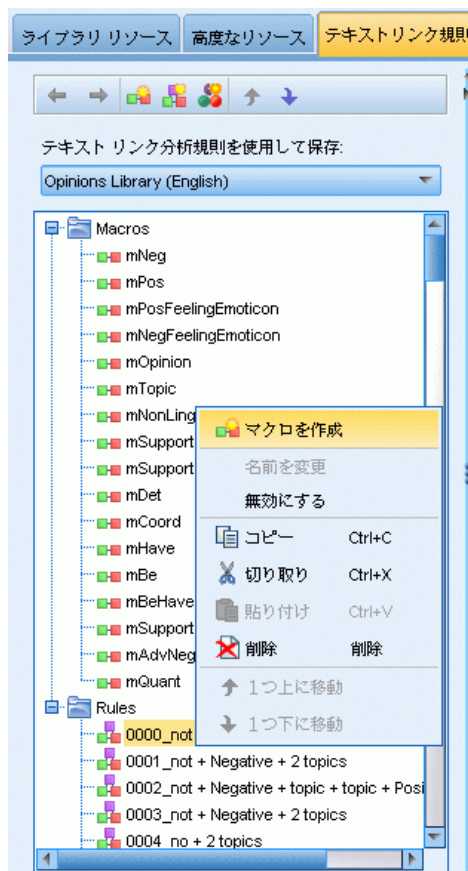 ライブラリ リソース
高度なリソース
テキストリンク規則
テキスト リンク分析規則を使用して保存:
Opinions Library (English)
Macros
mNeg
mPos
mPosFeelingEmoticon
mNegFeelingEmoticon
mOpinion
mTopic
mNonLing
mSupport
mSupport
mDet
mCoord
mHave
mBe
mBeHave
mSupport
mAdvNeg
mQuant
マクロを作成
名前を変更
無効にする
コピー Ctrl+C
切り取り Ctrl+X
貼り付け Ctrl+V
削除 削除
1つ上に移動
1つ下に移動
Rules
0000_not
0001_not + Negative + 2 topics
0002_not + Negative + topic + topic + Posi
0003_not + Negative + 2 topics
0004_no + 2 topics